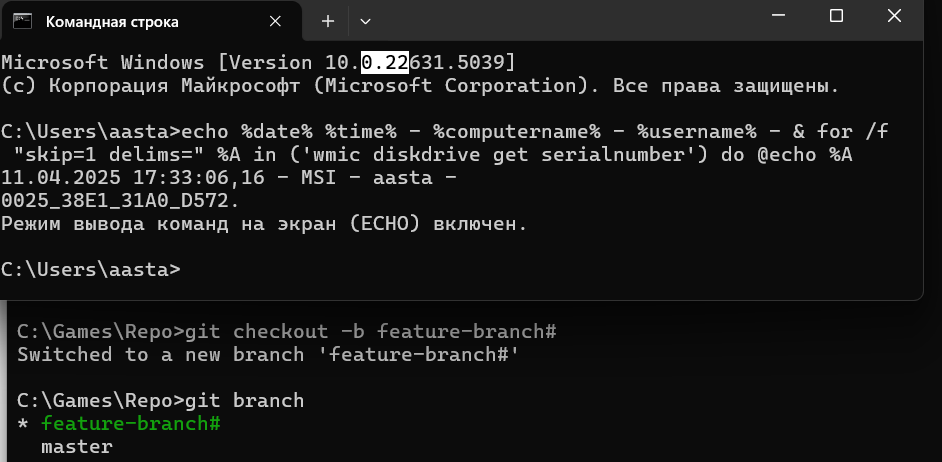 Командная строка
Microsoft Windows [Version 10.0.22631.5039]
(c) Корпорация Майкрософт (Microsoft Corporation). Все права защищены.
C:\Users\aasta>echo %date% %time% - %computername% - %username% - & for /f
"skip=1 delims=" %A in ('wmic diskdrive get serialnumber') do @echo %A
11.04.2025 17:33:06,16 - MSI - aasta -
0025_38E1_31A0_D572.
Режим вывода команд на экран (ECHO) включен.
C:\Users\aasta>
C:\Games\Repo>git checkout -b feature-branch#
Switched to a new branch 'feature-branch#'
C:\Games\Repo>git branch
* feature-branch#
master